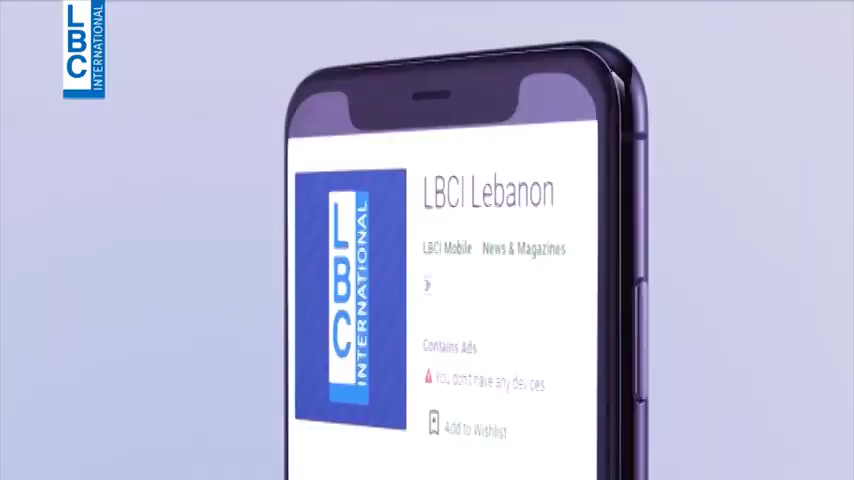 LBC
INTERNATIONAL
LBC
INTERNATIONAL
LBCI Lebanon
LBCI Mobile News & Magazines
Contains Ads
You don't have any devices
Add to Wishlist